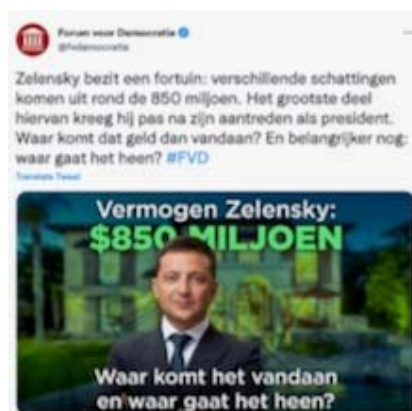 Forum voor Democratie
@fvdemocratie
Zelensky bezit een fortuin: verschillende schattingen
komen uit rond de 850 miljoen. Het grootste deel
hiervan kreeg hij pas na zijn aantreden als president.
Waar komt dat geld dan vandaan? En belangrijker nog:
waar gaat het heen? #FVD
Translate Tweet
Vermogen Zelensky:
$850 MILJOEN
Waar komt het vandaan
en waar gaat het heen?